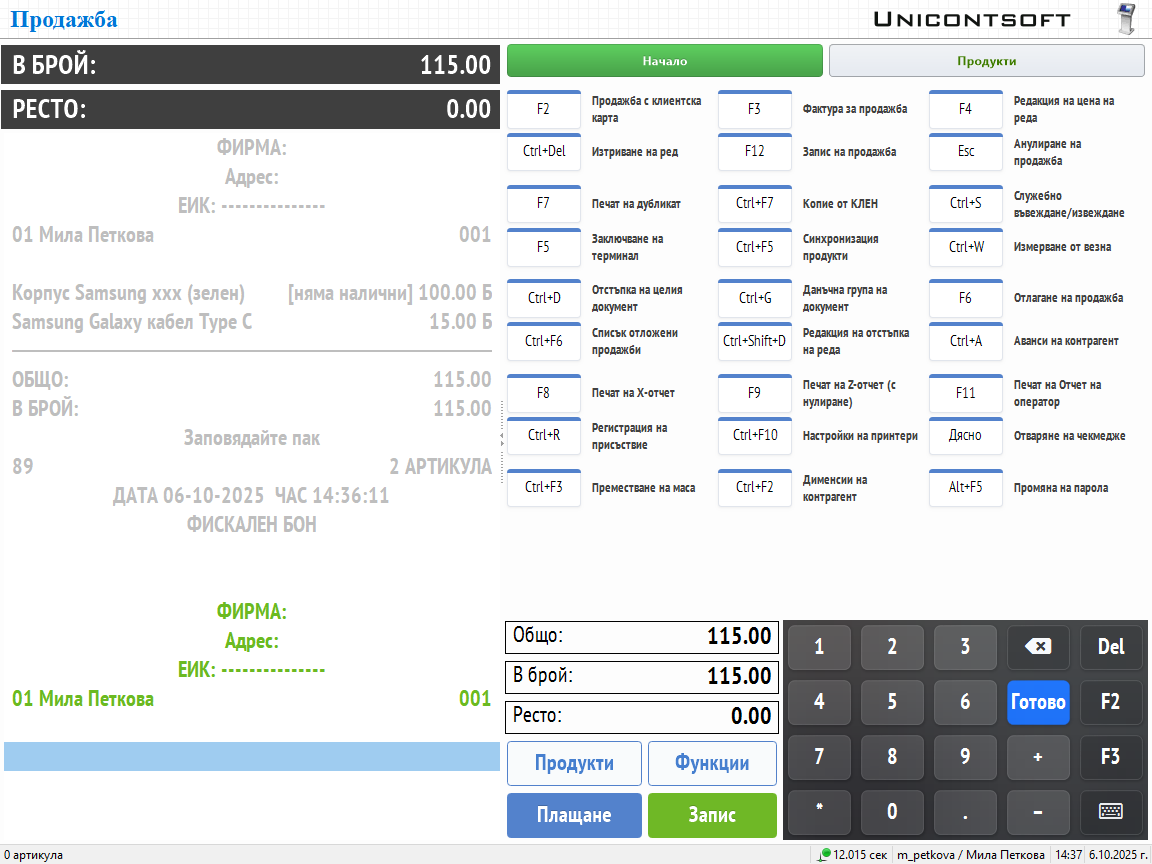 Продажба
UNICONTSOFT
В БРОЙ: 115.00
РЕСТО: 0.00
ФИРМА:
Адрес:
ЕИК: ---------------
01 Мила Петкова 001
Корпус Samsung xxx (зелен) [няма налични] 100.00 Б
Samsung Galaxy кабел Type C 15.00 Б
ОБЩО: 115.00
В БРОЙ: 115.00
Заповядайте пак
89 2 АРТИКУЛА
ДАТА 06-10-2025 ЧАС 14:36:11
ФИСКАЛЕН БОН
ФИРМА:
Адрес:
ЕИК: ---------------
01 Мила Петкова 001
Начало
Продукти
F2 Продажба с клиентска
карта
F3 Фактура за продажба
F4 Редакция на цена на
реда
Ctrl+Del Изтриване на ред
F12 Запис на продажба
Esc Анулиране на
продажба
F7 Печат на дубликат
Ctrl+F7 Копие от КЛЕН
Ctrl+S Служебно
въвеждане/извеждане
F5 Заключване на
терминал
Ctrl+F5 Синхронизация
продукти
Ctrl+W Измерване от везна
Ctrl+D Отстъпка на целия
документ
Ctrl+G Данъчна група на
документ
F6 Отлагане на продажба
Ctrl+F6 Списък отложени
продажби
Ctrl+Shift+D Редакция на отстъпка
на реда
Ctrl+A Аванси на контрагент
F8 Печат на X-отчет
F9 Печат на Z-отчет (с
нулиране)
F11 Печат на Отчет на
оператор
Ctrl+R Регистрация на
присъствие
Ctrl+F10 Настройки на принтери
Дясно Отваряне на чекмедже
Ctrl+F3 Преместване на маса
Ctrl+F2 Дименсии на
контрагент
Alt+F5 Промяна на парола
Общо: 115.00
В брой: 115.00
Ресто: 0.00
Продукти Функции
Плащане Запис
1 2 3 Del
4 5 6 Готово F2
7 8 9 + F3
* 0 . -
0 артикула
12.015 сек m_petkova / Мила Петкова 14:37 6.10.2025 г.